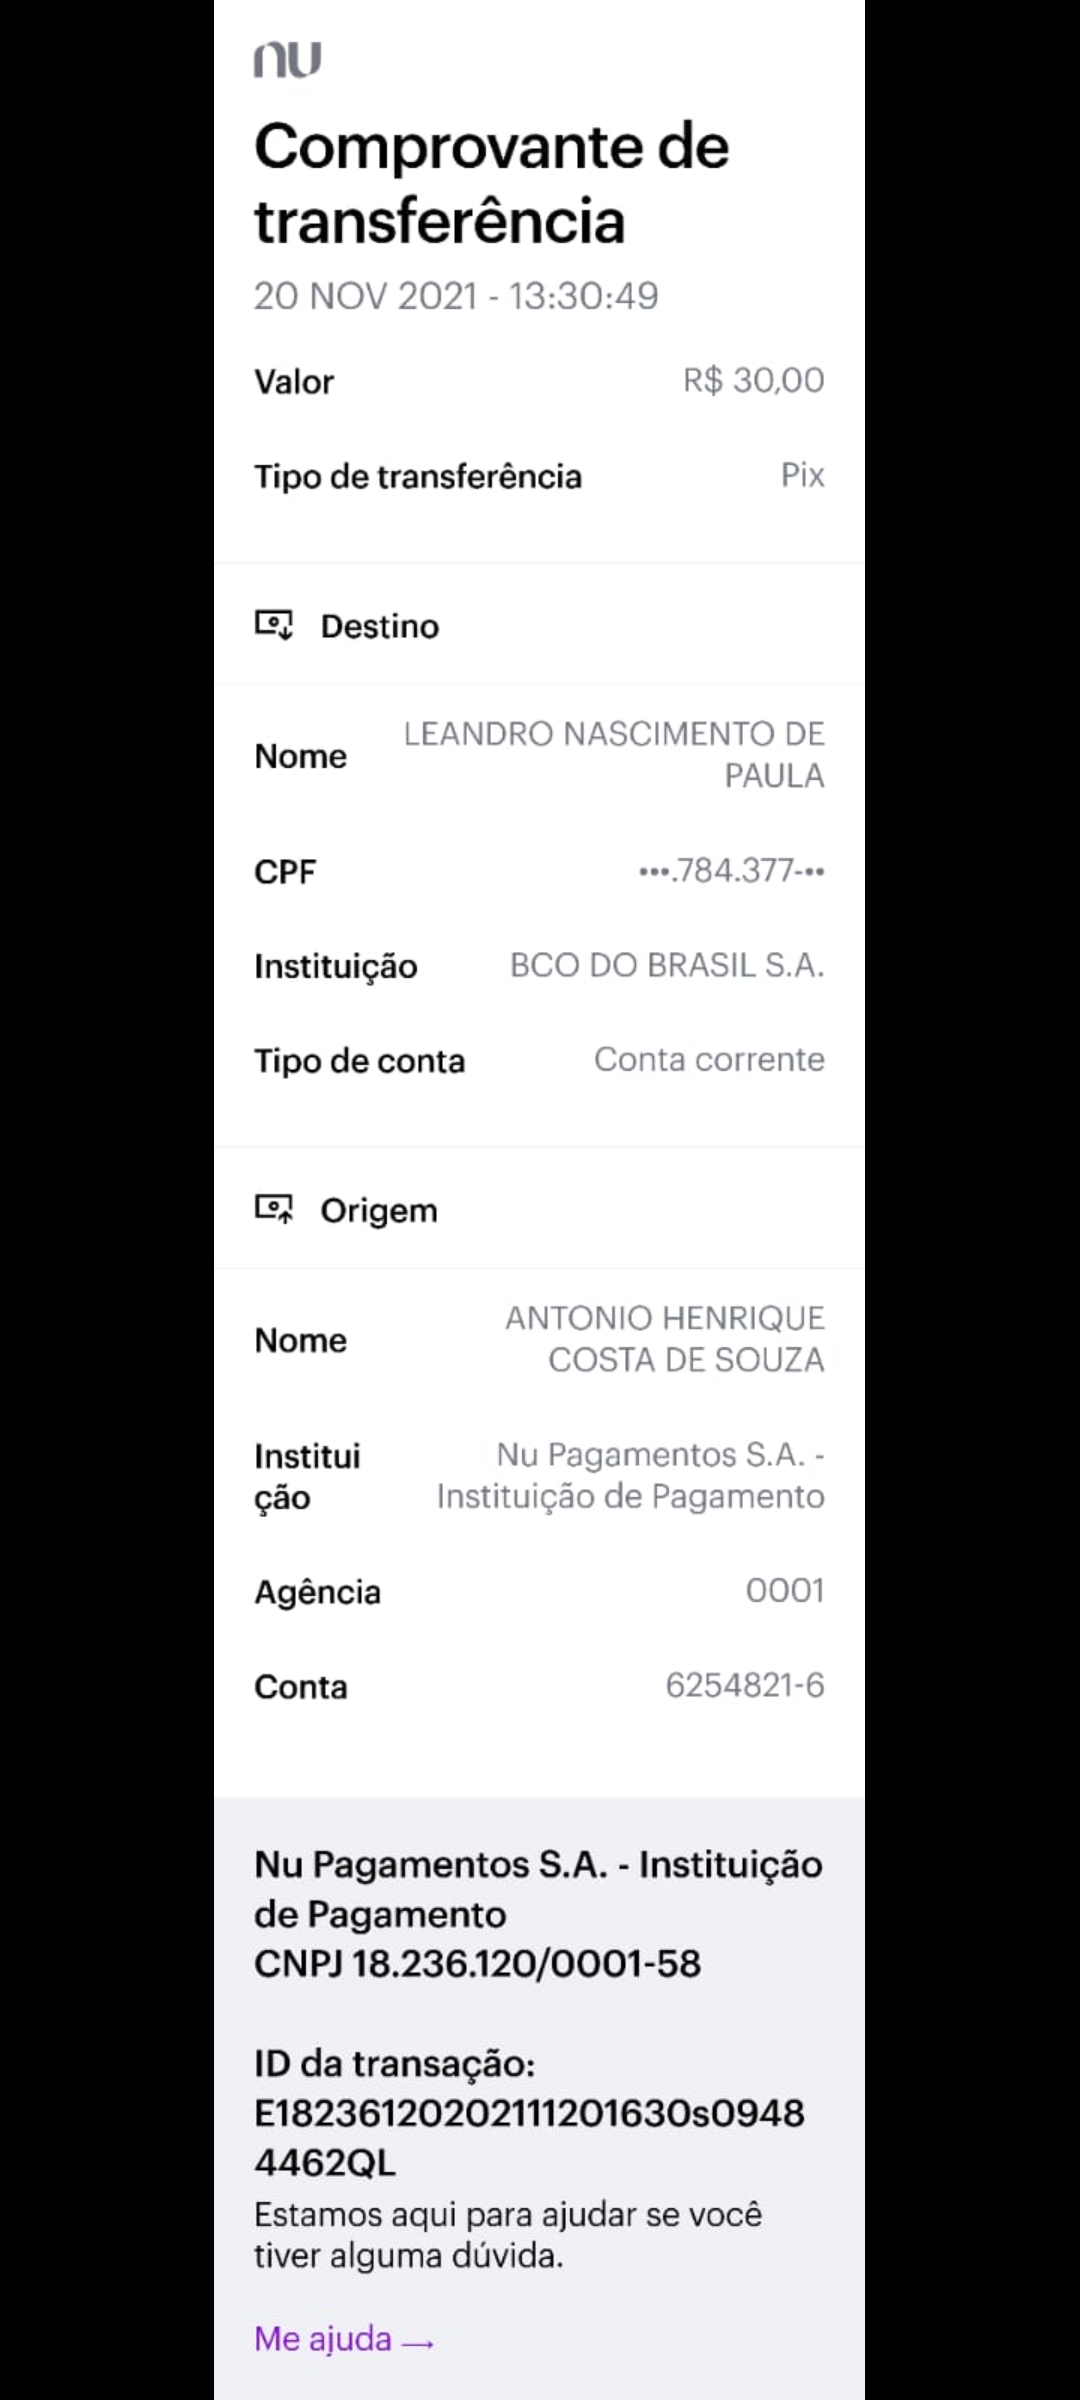 nu
Comprovante de
transferência
20 NOV 2021 - 13:30:49
Valor R$ 30,00
Tipo de transferência Pix
Destino
Nome LEANDRO NASCIMENTO DE
PAULA
CPF •••.784.377-••
Instituição BCO DO BRASIL S.A.
Tipo de conta Conta corrente
Origem
Nome ANTONIO HENRIQUE
COSTA DE SOUZA
Institui Nu Pagamentos S.A. -
ção Instituição de Pagamento
Agência 0001
Conta 6254821-6
Nu Pagamentos S.A. - Instituição
de Pagamento
CNPJ 18.236.120/0001-58
ID da transação:
E18236120202111201630s0948
4462QL
Estamos aqui para ajudar se você
tiver alguma dúvida.
Me ajuda →